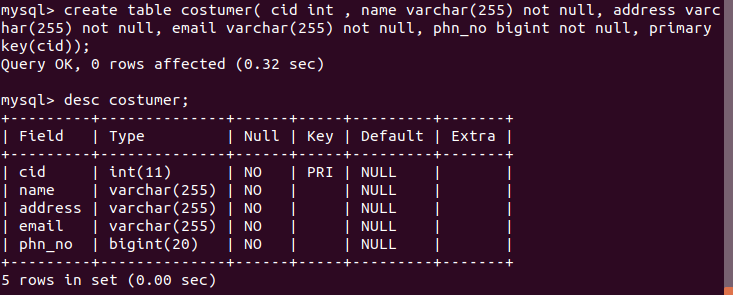 mysql> create table costumer( cid int , name varchar(255) not null, address varc
har(255) not null, email varchar(255) not null, phn_no bigint not null, primary
key(cid));
Query OK, 0 rows affected (0.32 sec)

mysql> desc costumer;
+---------+--------------+------+-----+---------+-------+
| Field   | Type         | Null | Key | Default | Extra |
+---------+--------------+------+-----+---------+-------+
| cid     | int(11)      | NO   | PRI | NULL    |       |
| name    | varchar(255) | NO   |     | NULL    |       |
| address | varchar(255) | NO   |     | NULL    |       |
| email   | varchar(255) | NO   |     | NULL    |       |
| phn_no  | bigint(20)   | NO   |     | NULL    |       |
+---------+--------------+------+-----+---------+-------+
5 rows in set (0.00 sec)